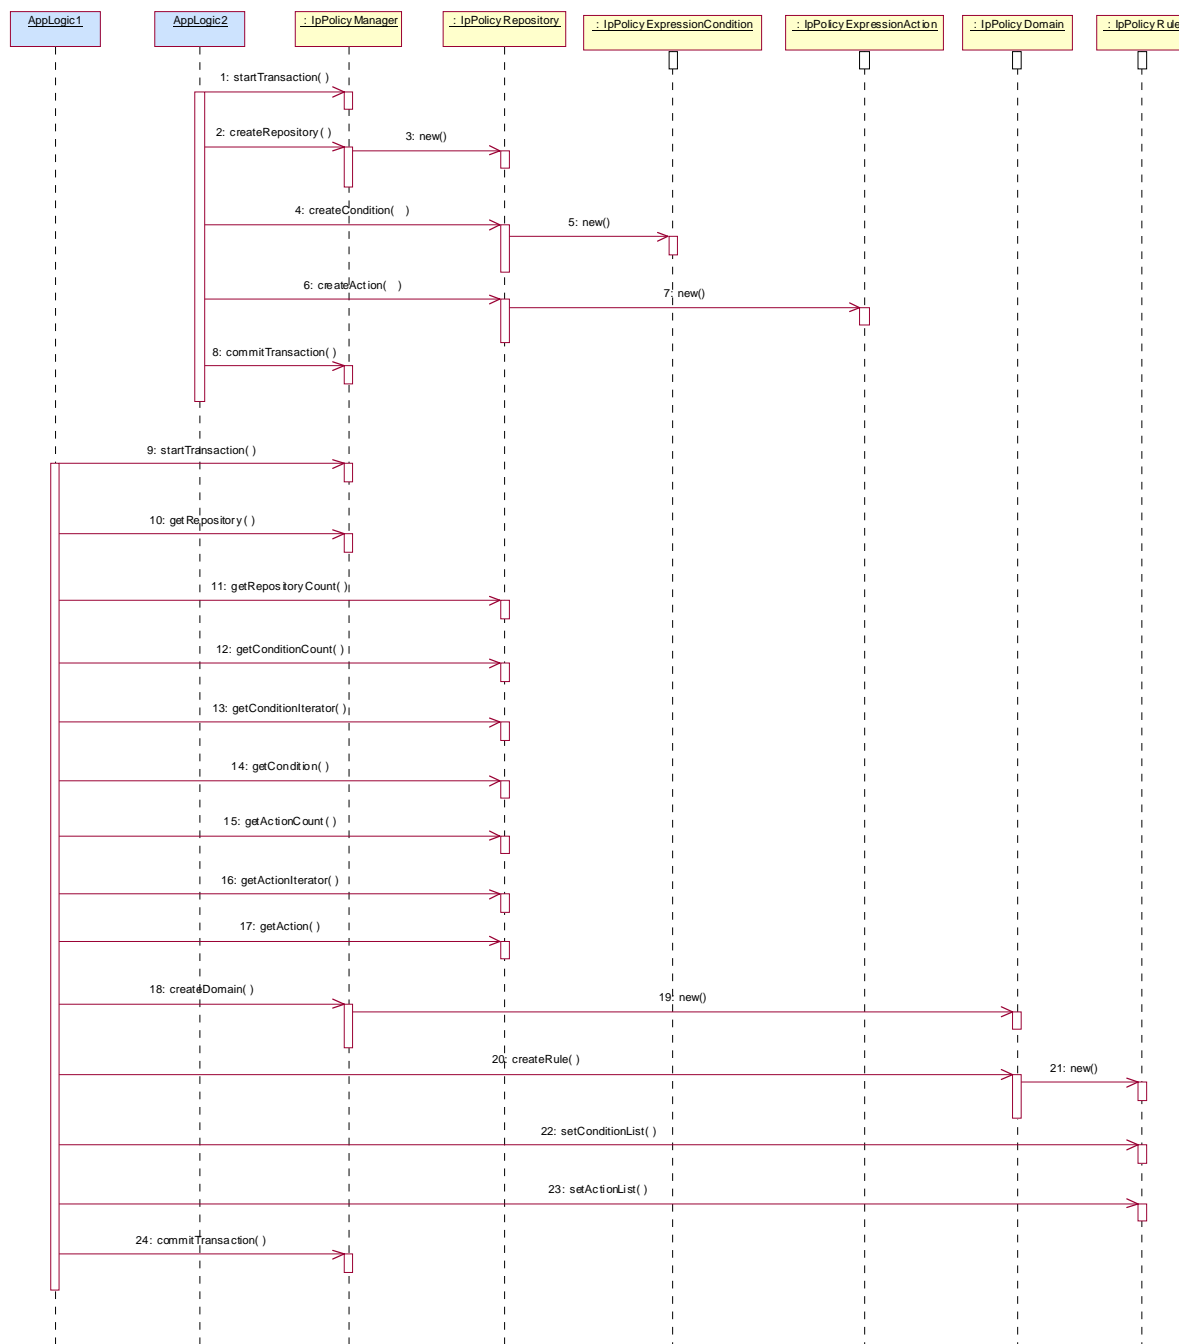 AppLogic1
AppLogic2
: IpPolicyManager
: IpPolicyRepository
: IpPolicyExpressionCondition
: IpPolicyExpressionAction
: IpPolicyDomain
: IpPolicyRule
1: startTransaction( )
2: createRepository( )
3: new()
4: createCondition( )
5: new()
6: createAction( )
7: new()
8: commitTransaction( )
9: startTransaction( )
10: getRepository( )
11: getRepositoryCount( )
12: getConditionCount( )
13: getConditionIterator( )
14: getCondition( )
15: getActionCount( )
16: getActionIterator( )
17: getAction( )
18: createDomain( )
19: new()
20: createRule( )
21: new()
22: setConditionList( )
23: setActionList( )
24: commitTransaction( )